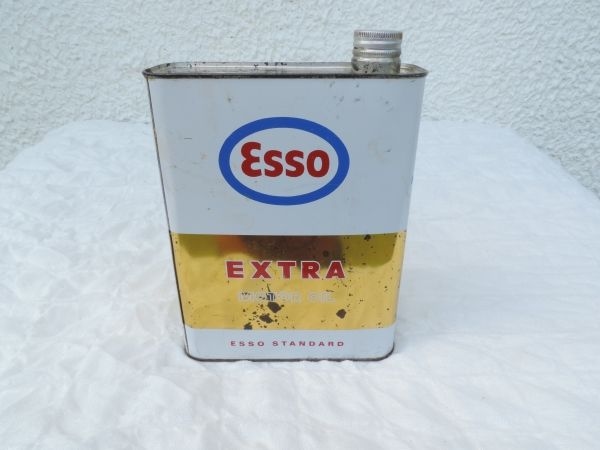 Esso
EXTRA
MOTOR OIL
ESSO STANDARD